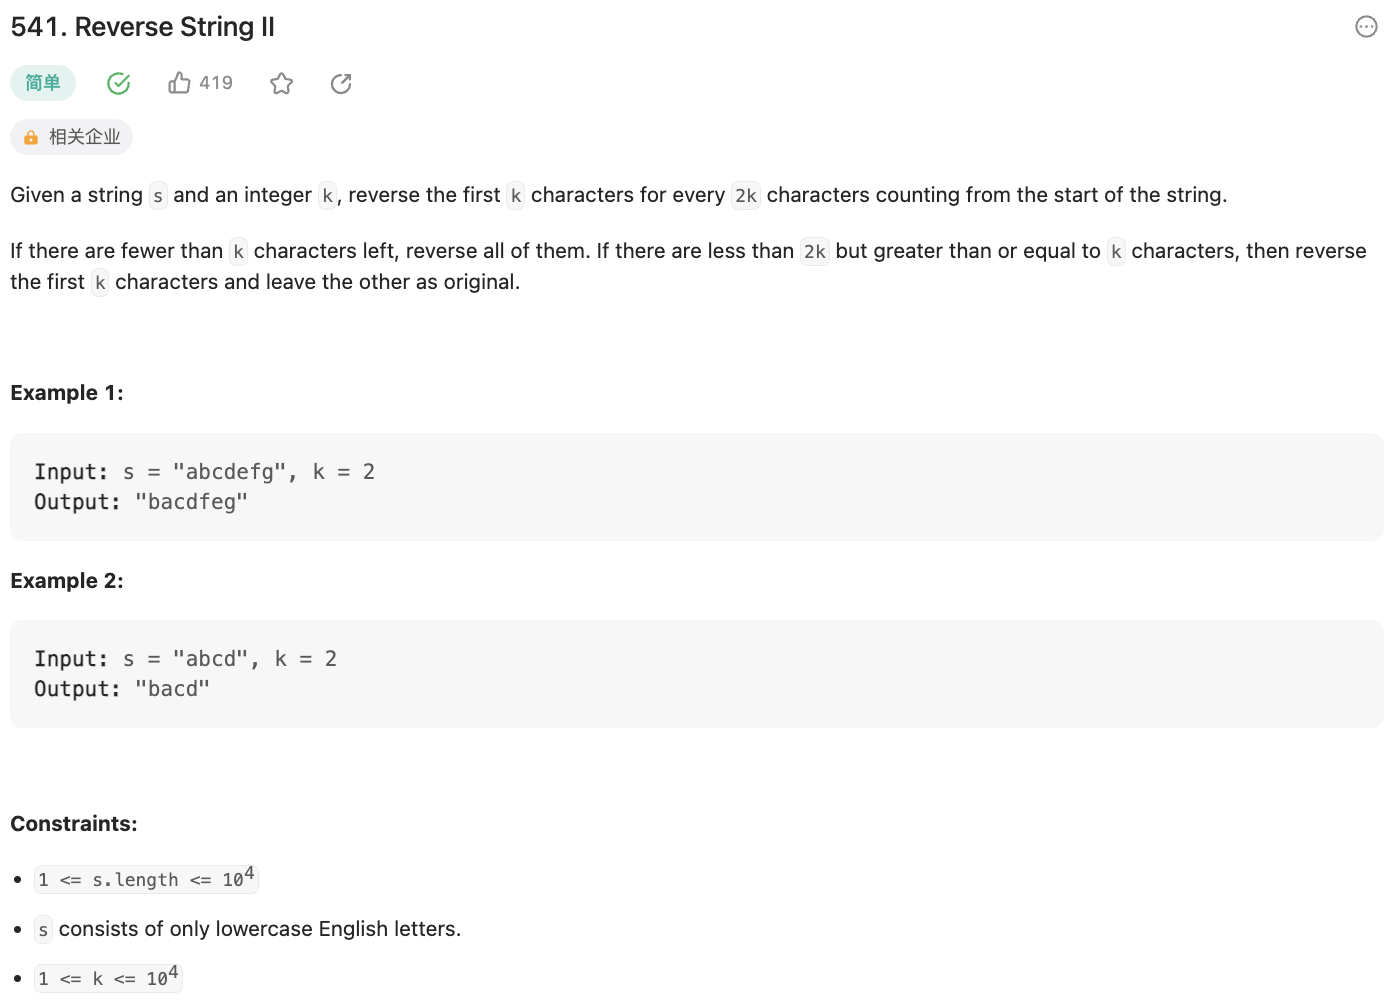 541. Reverse String II
简单
419
相关企业
Given a string s and an integer k, reverse the first k characters for every 2k characters counting from the start of the string.
If there are fewer than k characters left, reverse all of them. If there are less than 2k but greater than or equal to k characters, then reverse
the first k characters and leave the other as original.
Example 1:
Input: s = "abcdefg", k = 2
Output: "bacdfeg"
Example 2:
Input: s = "abcd", k = 2
Output: "bacd"
Constraints:
• 1 <= s.length <= 10⁴
• s consists of only lowercase English letters.
• 1 <= k <= 10⁴